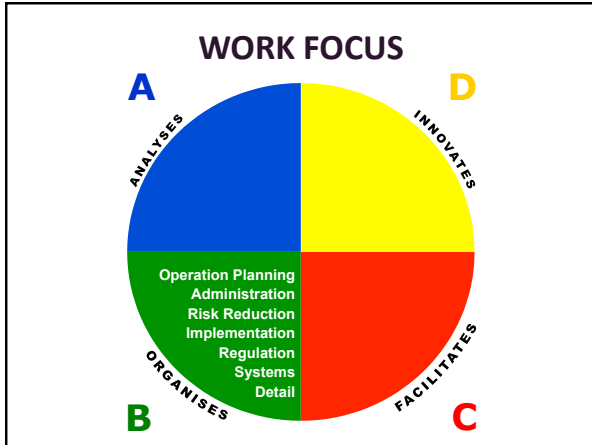 WORK FOCUS
A
D
ANALYSES
INNOVATES
Operation Planning
Administration
Risk Reduction
Implementation
Regulation
Systems
Detail
ORGANISES
FACILITATES
B
C